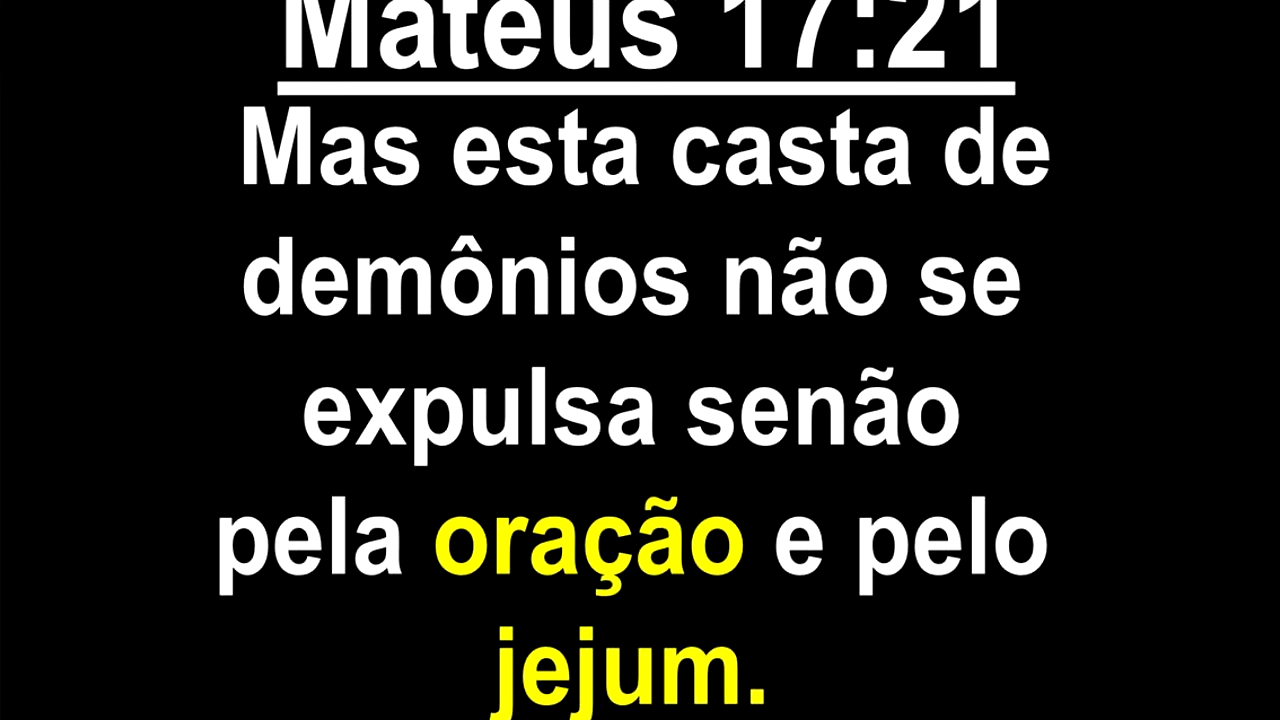 Mateus 17:21
Mas esta casta de
demônios não se
expulsa senão
pela oração e pelo
jejum.